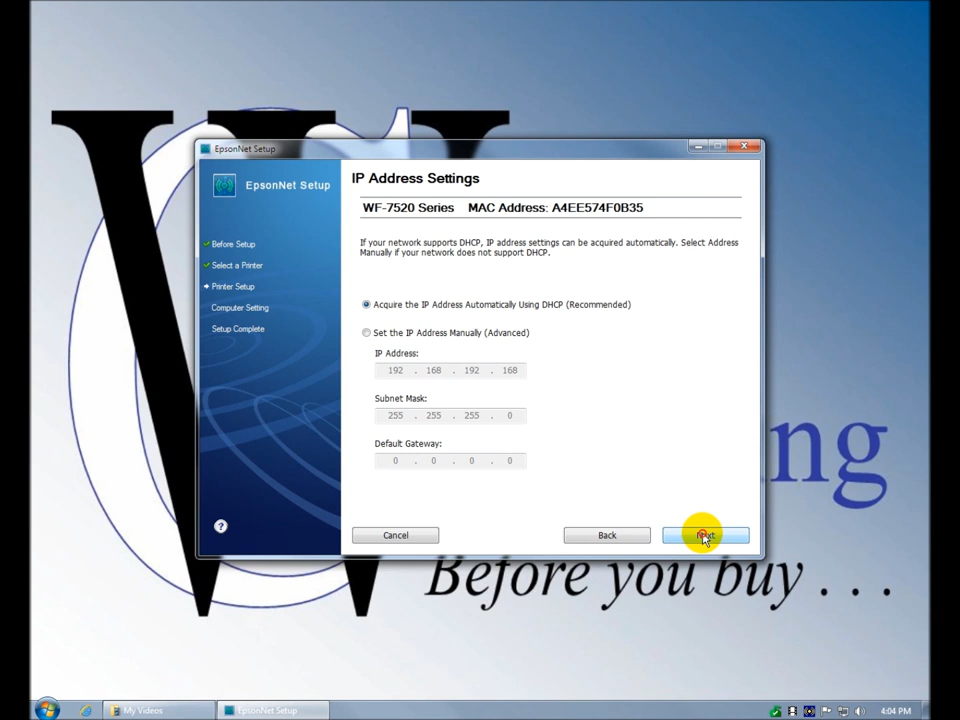 EpsonNet Setup
EpsonNet Setup
Before Setup
Select a Printer
Printer Setup
Computer Setting
Setup Complete
?
IP Address Settings
WF-7520 Series MAC Address: A4EE574F0B35
If your network supports DHCP, IP address settings can be acquired automatically. Select Address
Manually if your network does not support DHCP.
Acquire the IP Address Automatically Using DHCP (Recommended)
Set the IP Address Manually (Advanced)
IP Address:
192 . 168 . 192 . 168
Subnet Mask:
255 . 255 . 255 . 0
Default Gateway:
0 . 0 . 0 . 0
Cancel
Back
Next
ng
Before you buy . . .
My Videos
EpsonNet Setup
4:04 PM